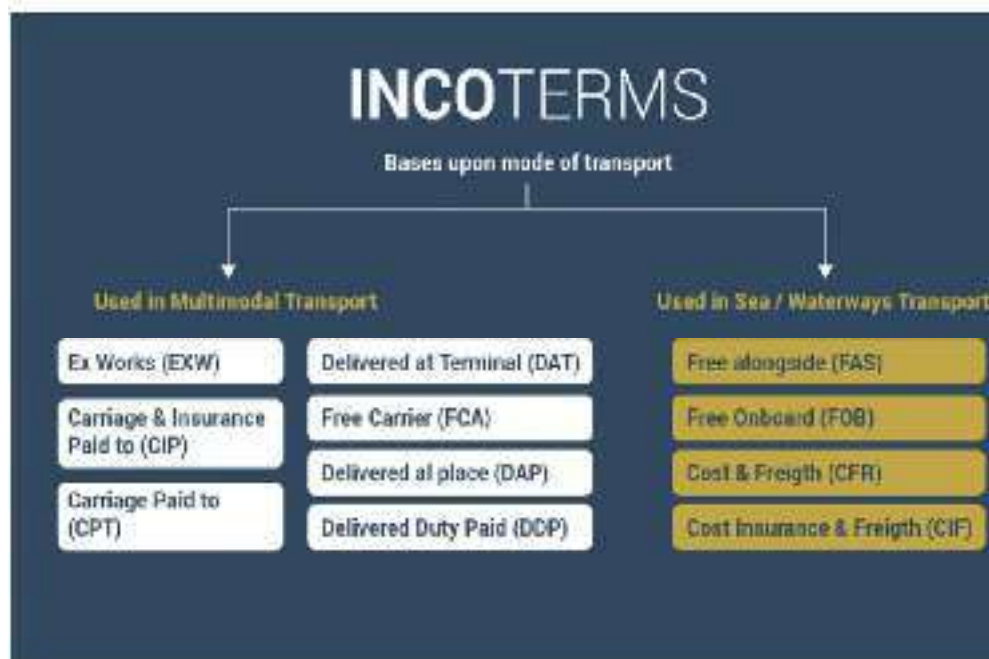 INCOTERMS
Bases upon mode of transport
Used in Multimodal Transport
Ex Works (EXW)
Carriage & Insurance
Paid to (CIP)
Carriage Paid to
(CPT)
Delivered at Terminal (DAT)
Free Carrier (FCA)
Delivered al place (DAP)
Delivered Duty Paid (DDP)
Used in Sea / Waterways Transport
Free alongside (FAS)
Free Onboard (FOB)
Cost & Freigth (CFR)
Cost Insurance & Freigth (CIF)